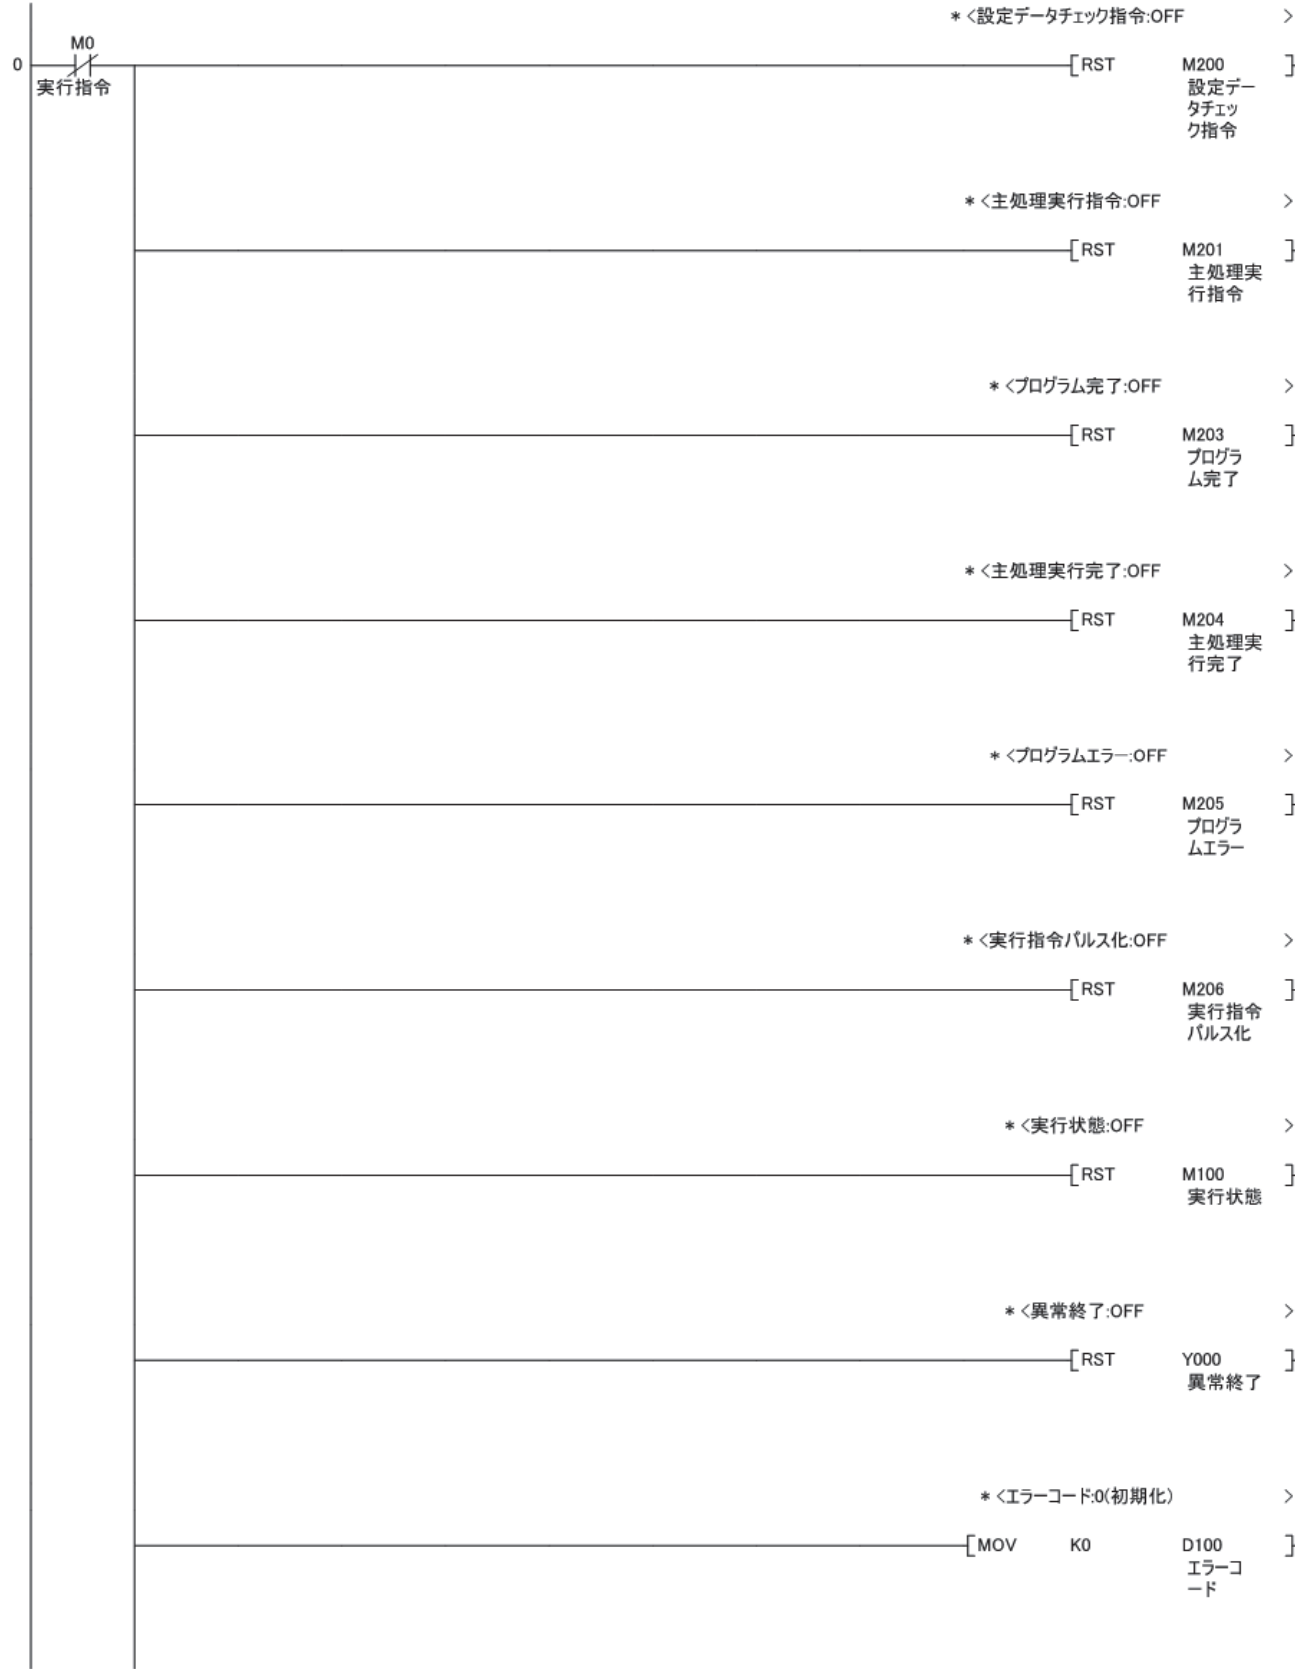 *<設定データチェック指令:OFF >
M0
0 [RST M200 ]
実行指令
設定デー
タチェッ
ク指令
*<主処理実行指令:OFF >
[RST M201 ]
主処理実
行指令
*<プログラム完了:OFF >
[RST M203 ]
プログラ
ム完了
*<主処理実行完了:OFF >
[RST M204 ]
主処理実
行完了
*<プログラムエラー:OFF >
[RST M205 ]
プログラ
ムエラー
*<実行指令パルス化:OFF >
[RST M206 ]
実行指令
パルス化
*<実行状態:OFF >
[RST M100 ]
実行状態
*<異常終了:OFF >
[RST Y000 ]
異常終了
*<エラーコード:0(初期化) >
[MOV K0 D100 ]
エラーコ
ード